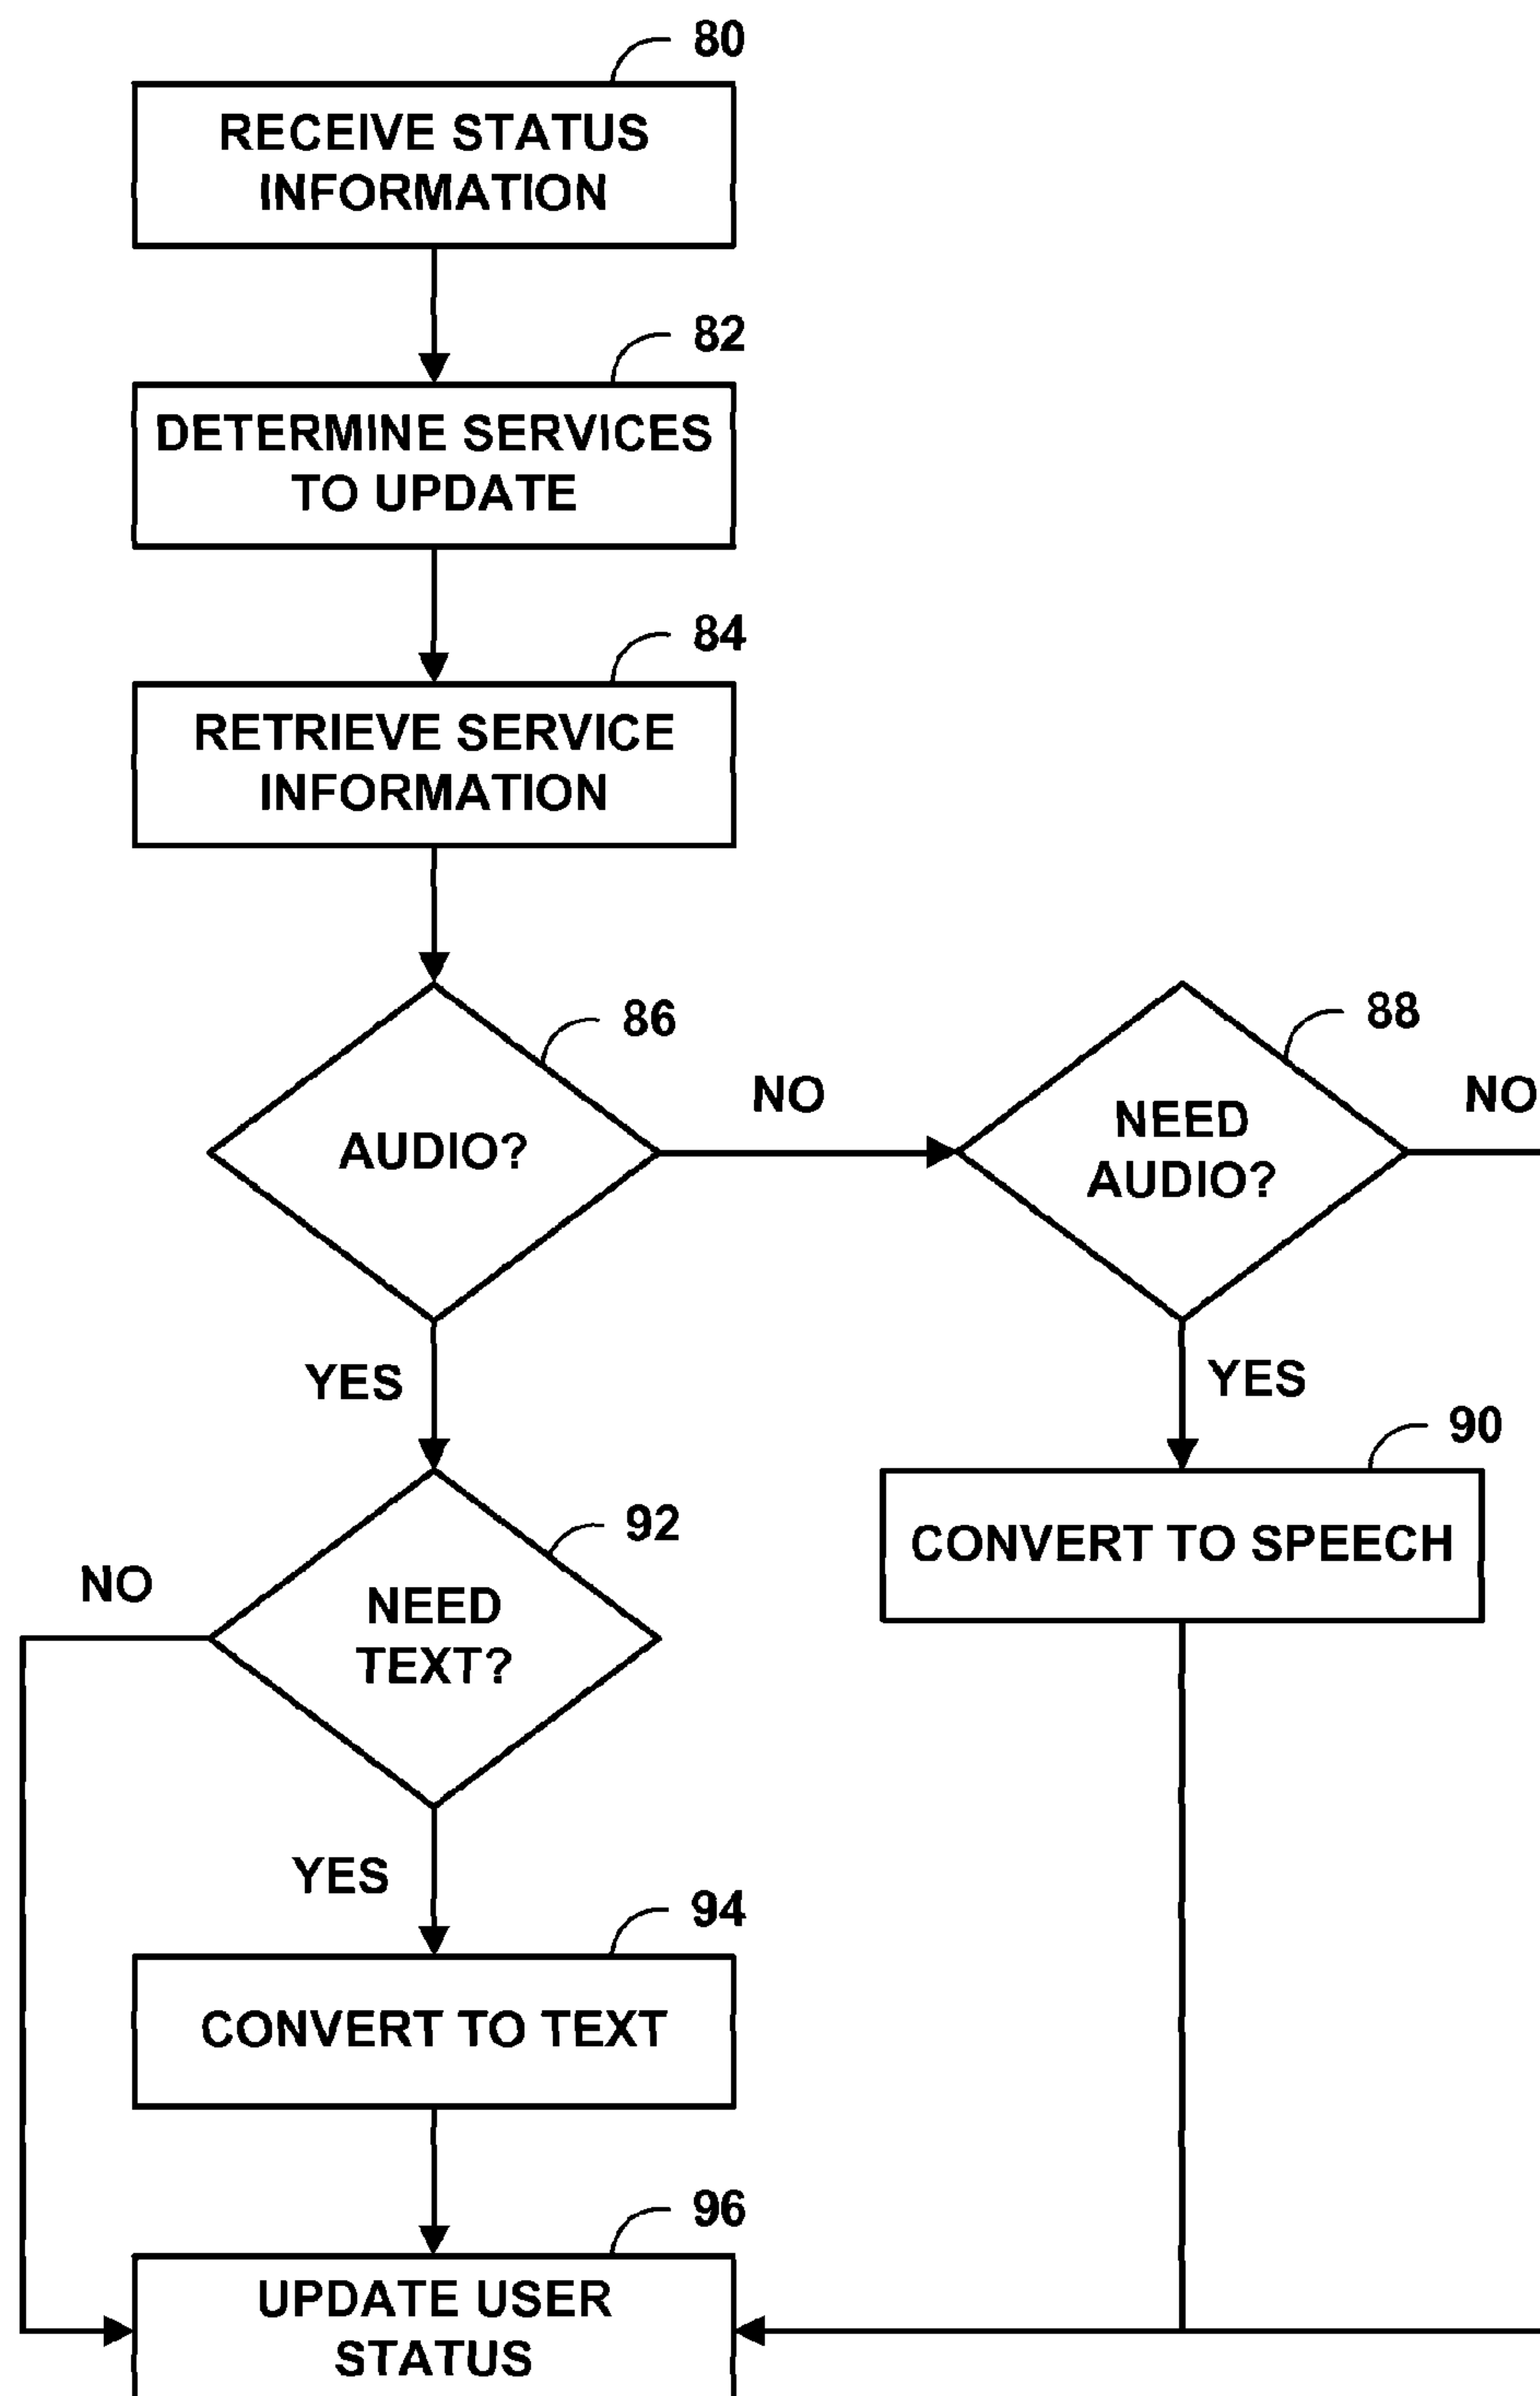 80
RECEIVE STATUS
INFORMATION
82
DETERMINE SERVICES
TO UPDATE
84
RETRIEVE SERVICE
INFORMATION
86
AUDIO?
NO
88
NEED
AUDIO?
NO
YES
YES
90
CONVERT TO SPEECH
92
NEED
TEXT?
NO
YES
94
CONVERT TO TEXT
96
UPDATE USER
STATUS